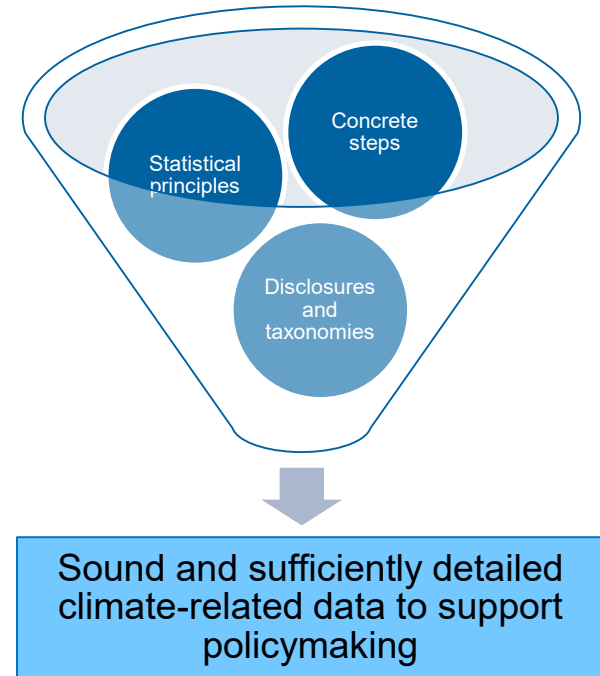 Concrete
steps
Statistical
principles
Disclosures
and
taxonomies
Sound and sufficiently detailed
climate-related data to support
policymaking